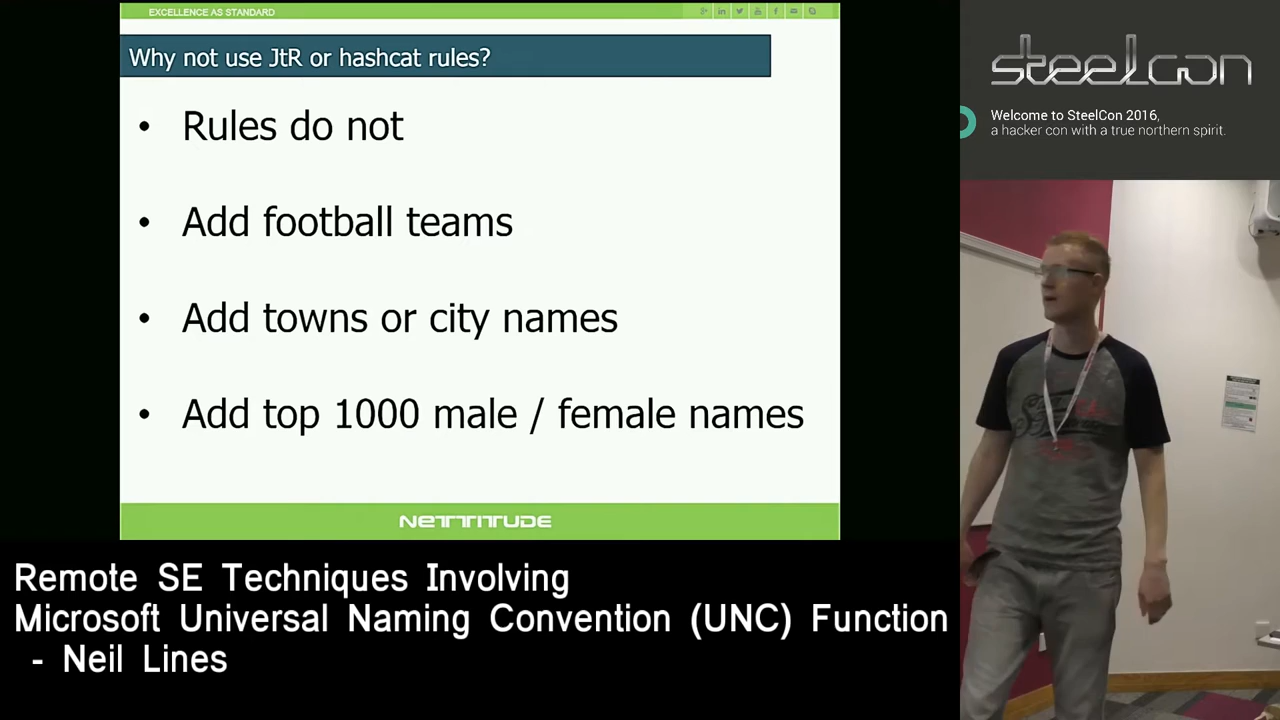 EXCELLENCE AS STANDARD
Why not use JtR or hashcat rules?
• Rules do not
• Add football teams
• Add towns or city names
• Add top 1000 male / female names
NETTITUDE
steelcon
Welcome to SteelCon 2016,
a hacker con with a true northern spirit.
Remote SE Techniques Involving
Microsoft Universal Naming Convention (UNC) Function
- Neil Lines